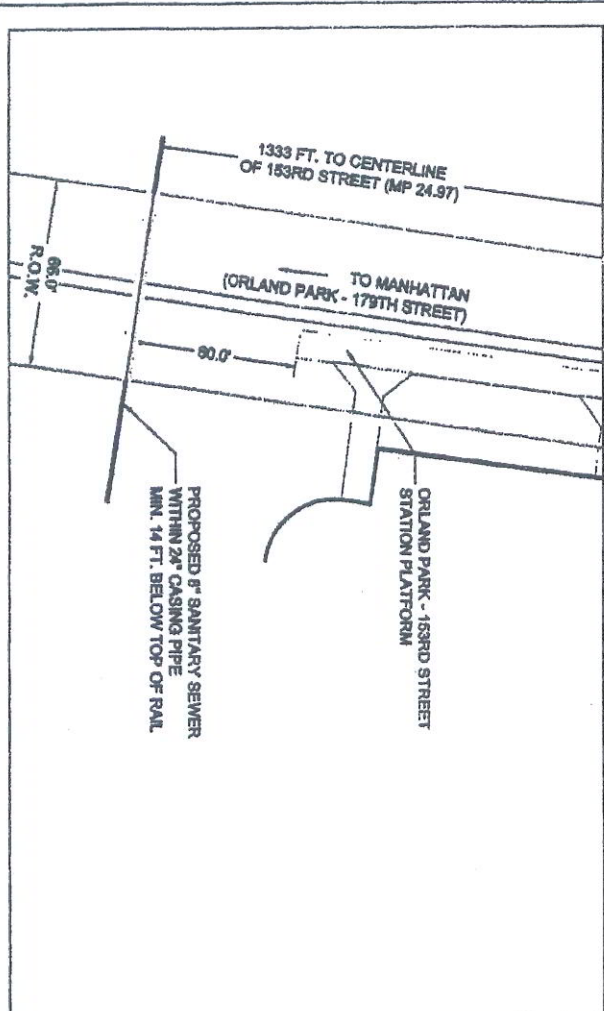 1333 FT. TO CENTERLINE
OF 153RD STREET (MP 24.97)
TO MANHATTAN
(ORLAND PARK - 179TH STREET)
66.0'
R.O.W.
80.0'
ORLAND PARK - 153RD STREET
STATION PLATFORM
PROPOSED 8" SANITARY SEWER
WITHIN 24" CASING PIPE
MIN. 14 FT. BELOW TOP OF RAIL